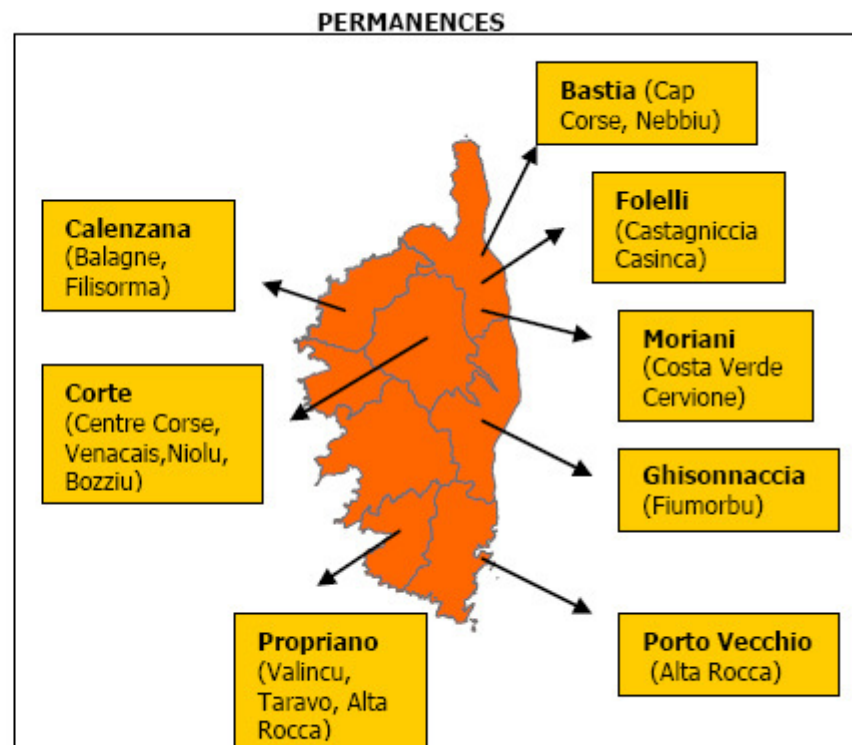 PERMANENCES
Bastia (Cap
Corse, Nebbiu)
Folelli
(Castagniccia
Casinca)
Calenzana
(Balagne,
Filisorma)
Moriani
(Costa Verde
Cervione)
Corte
(Centre Corse,
Venacais,Niolu,
Bozziu)
Ghisonnaccia
(Fiumorbu)
Propriano
(Valincu,
Taravo, Alta
Rocca)
Porto Vecchio
(Alta Rocca)